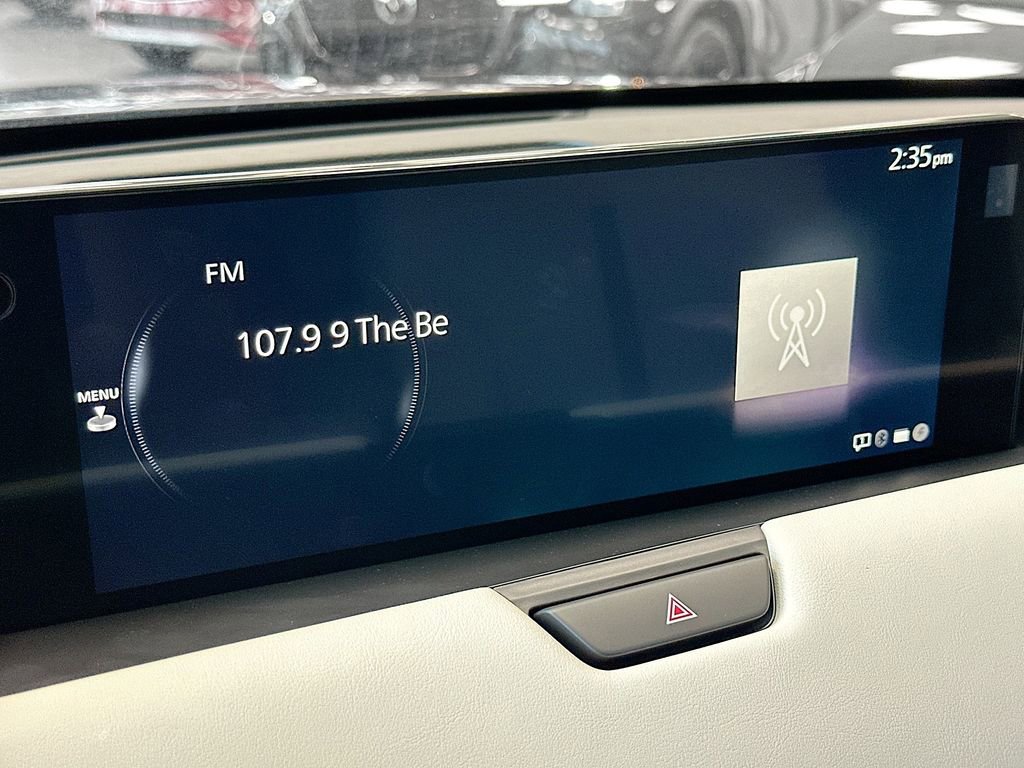 2:35pm
FM
107.9 9 The Be
MENU